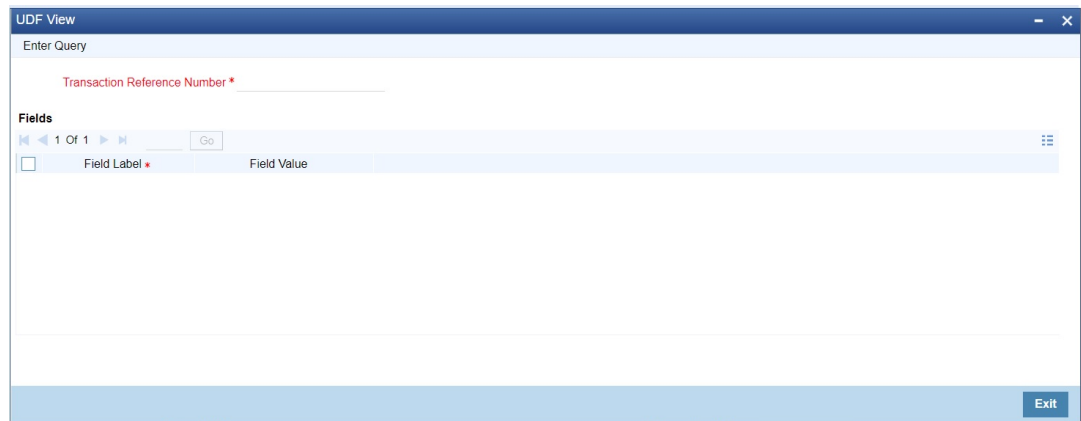 UDF View
Enter Query
Transaction Reference Number *
Fields
1 Of 1 Go
Field Label * Field Value
Exit